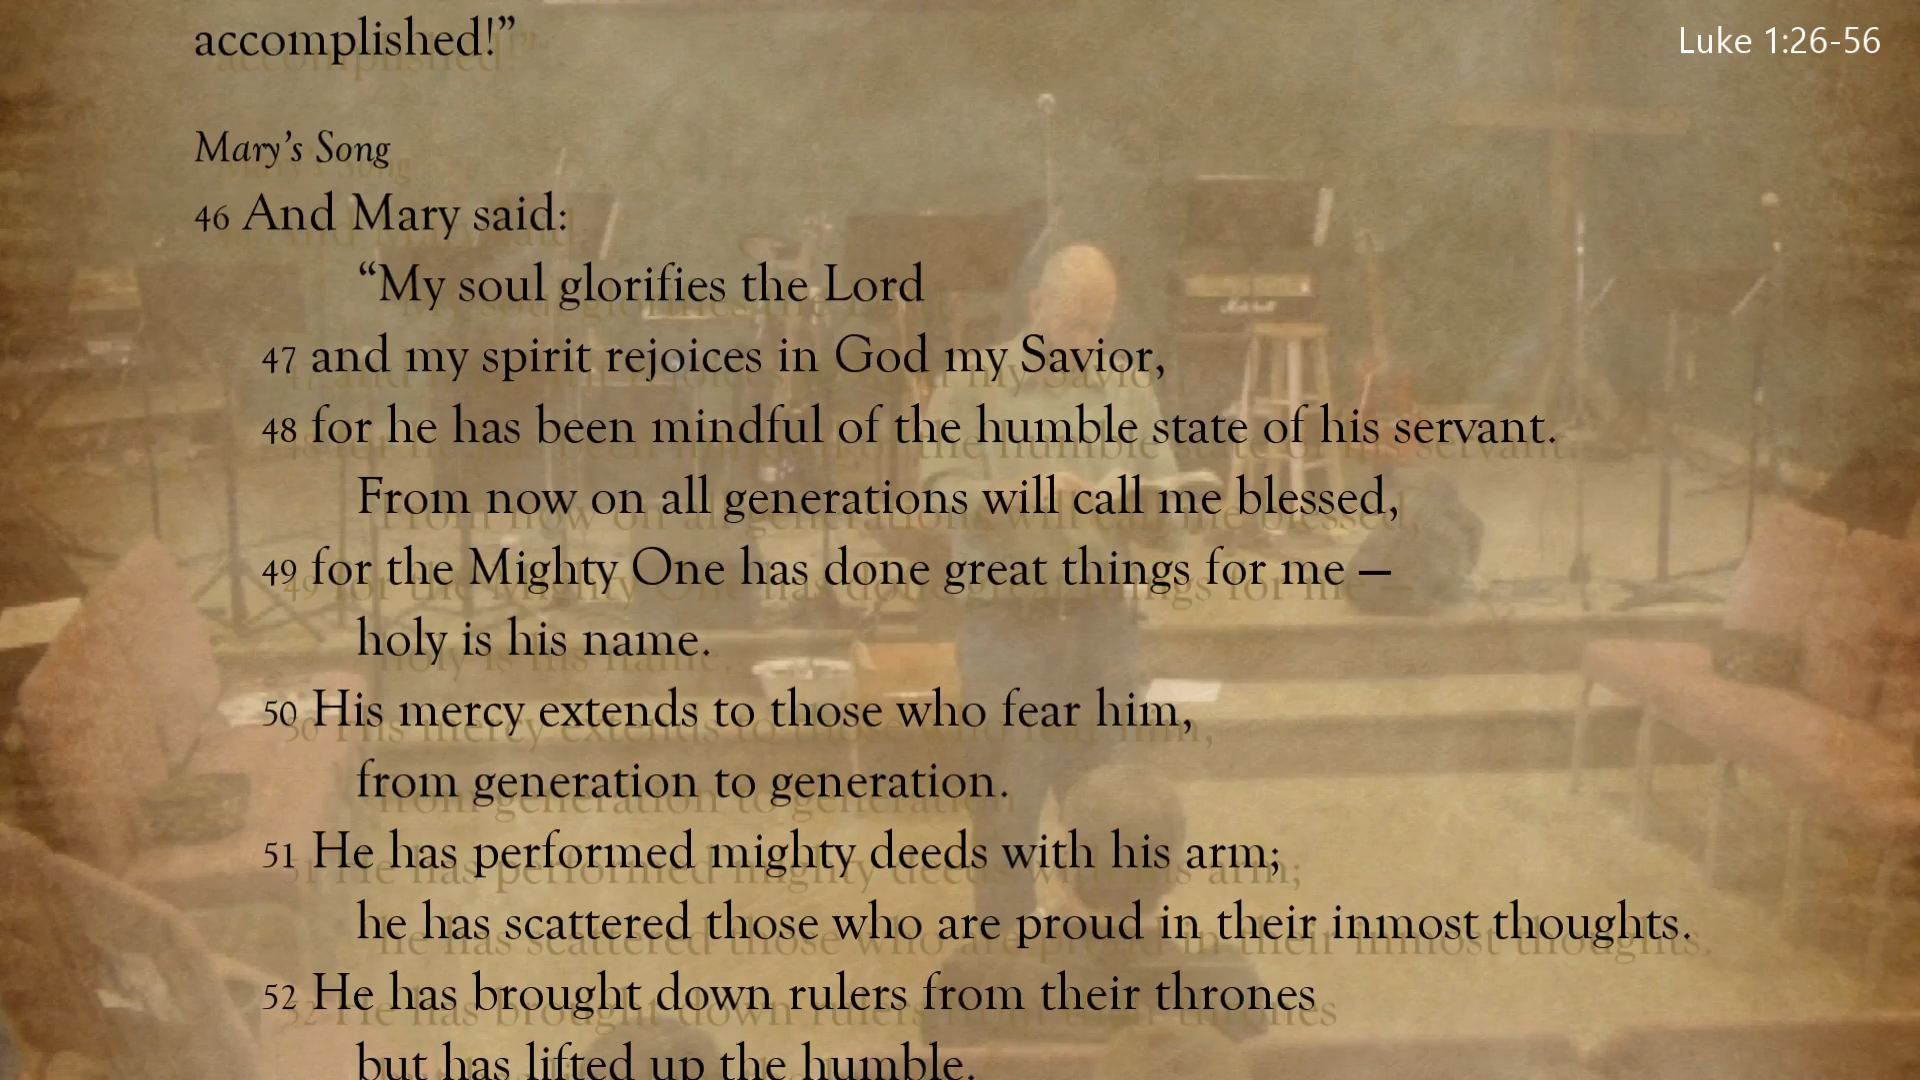 accomplished!”
Luke 1:26-56
Mary’s Song
46 And Mary said:
“My soul glorifies the Lord
47 and my spirit rejoices in God my Savior,
48 for he has been mindful of the humble state of his servant.
From now on all generations will call me blessed,
49 for the Mighty One has done great things for me –
holy is his name.
50 His mercy extends to those who fear him,
from generation to generation.
51 He has performed mighty deeds with his arm;
he has scattered those who are proud in their inmost thoughts.
52 He has brought down rulers from their thrones
but has lifted up the humble.